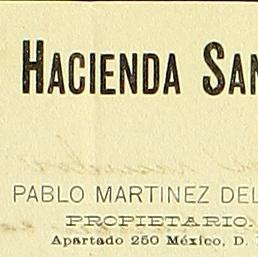 HACIENDA SAN
PABLO MARTINEZ DEL
PROPIETARIO.
Apartado 250 México, D.